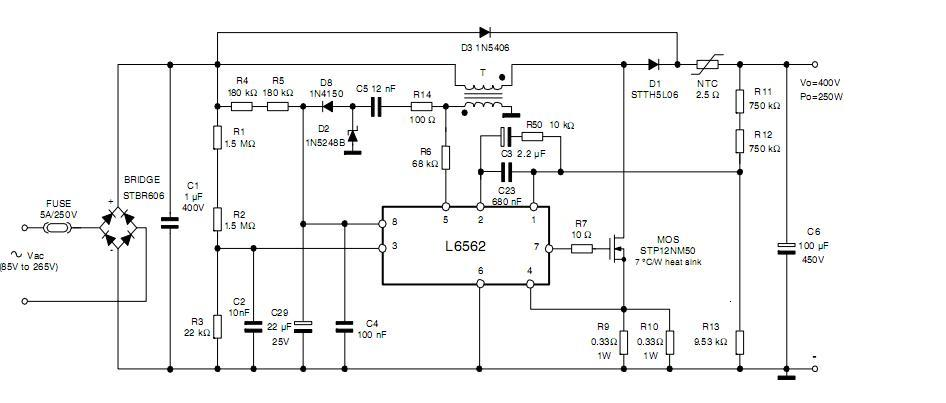 D3 1N5406
R4
180 kΩ
R5
180 kΩ
D8
1N4150
C5 12 nF
R14
100 Ω
T
D1
STTH5L06
NTC
2.5 Ω
Vo=400V
Po=250W
R11
750 kΩ
R12
750 kΩ
R1
1.5 MΩ
D2
1N5248B
R50 10 kΩ
C3 2.2 µF
R6
68 kΩ
C23
680 nF
BRIDGE
STBR606
+
-
C1
1 µF
400V
FUSE
5A/250V
Vac
(85V to 265V)
R2
1.5 MΩ
5
2
1
8
3
L6562
7
6
4
R7
10 Ω
MOS
STP12NM50
7 °C/W heat sink
C6
100 µF
450V
R3
22 kΩ
C2
10nF
C29
22 µF
25V
C4
100 nF
R9
0.33Ω
1W
R10
0.33Ω
1W
R13
9.53 kΩ
-